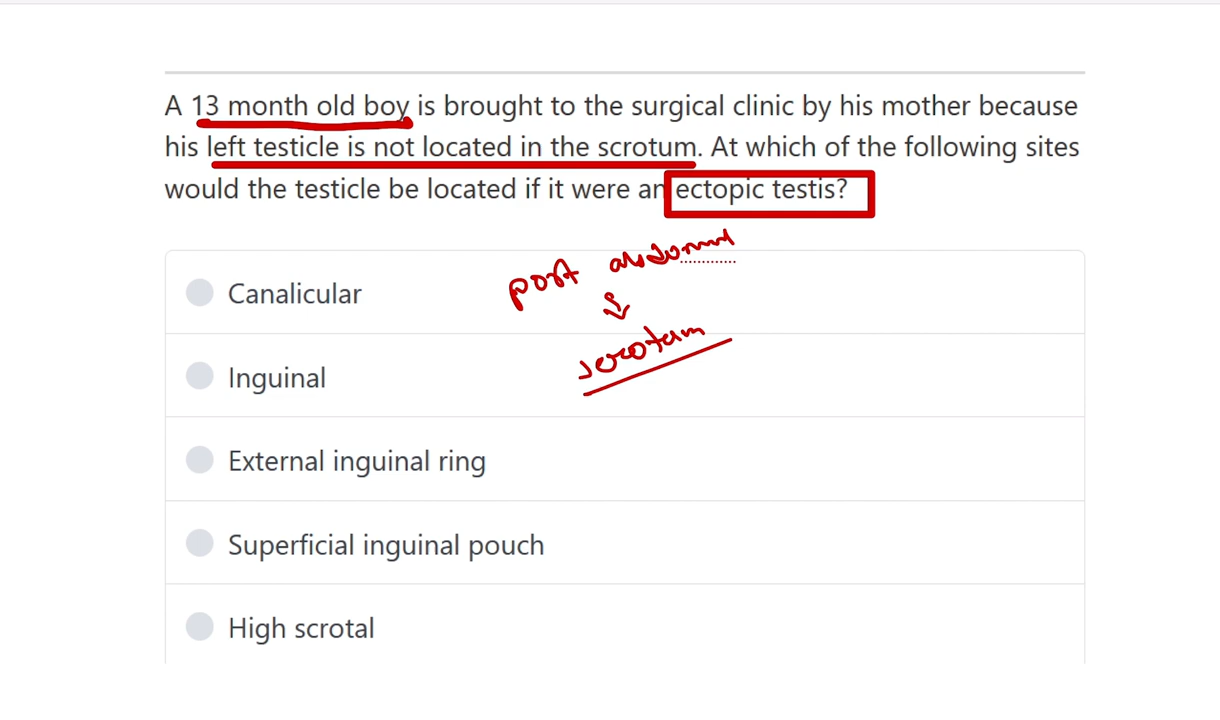 A 13 month old boy is brought to the surgical clinic by his mother because
his left testicle is not located in the scrotum. At which of the following sites
would the testicle be located if it were an ectopic testis?
post
Canalicular
Inguinal
External inguinal ring
Superficial inguinal pouch
High scrotal